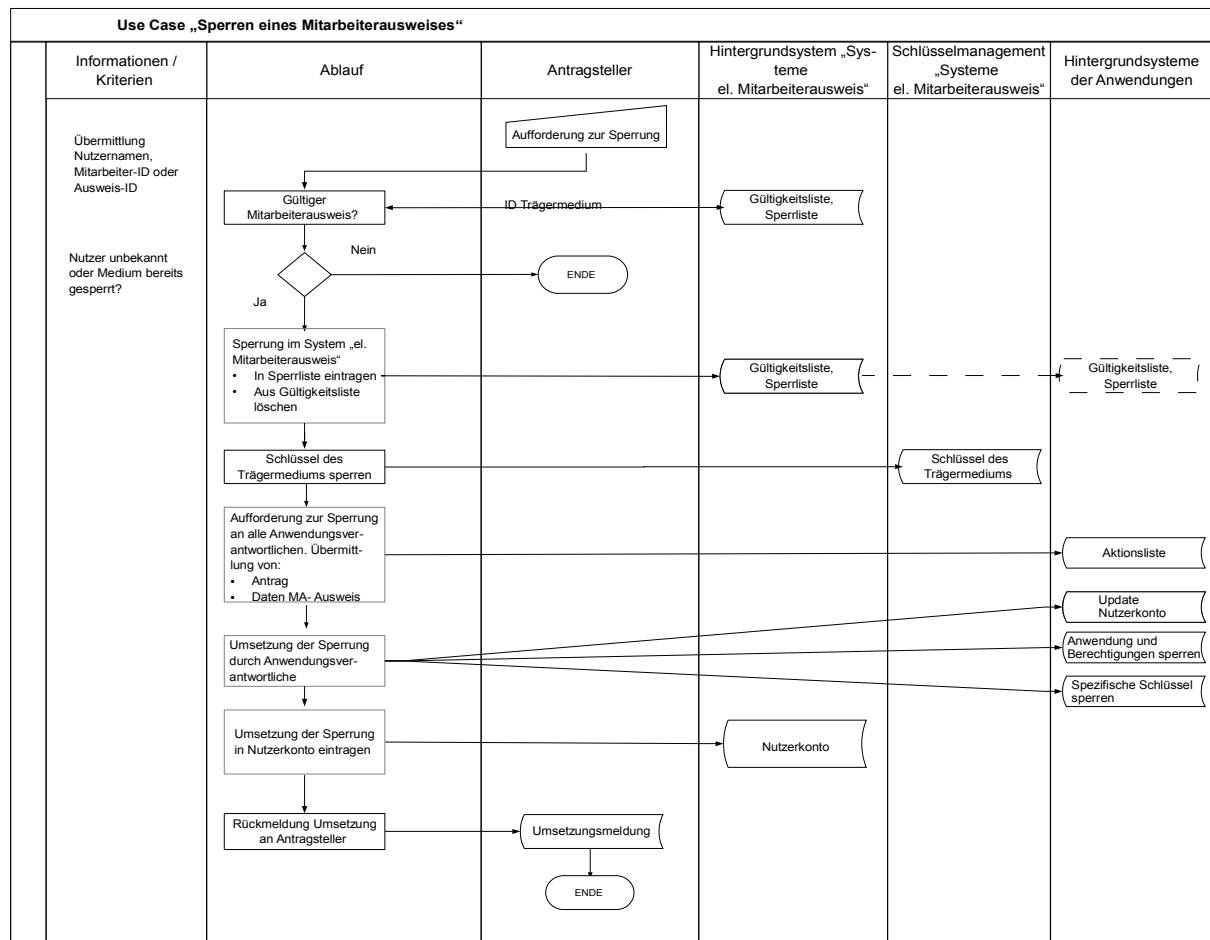 Use Case „Sperren eines Mitarbeiterausweises“
Informationen /
Kriterien
Ablauf
Antragsteller
Hintergrundsystem „Sys-
teme
el. Mitarbeiterausweis“
Schlüsselmanagement
„Systeme
el. Mitarbeiterausweis“
Hintergrundsysteme
der Anwendungen
Aufforderung zur Sperrung
Übermittlung
Nutzernamen,
Mitarbeiter-ID oder
Ausweis-ID
Gültiger
Mitarbeiterausweis?
ID Trägermedium
Gültigkeitsliste,
Sperrliste
Nutzer unbekannt
oder Medium bereits
gesperrt?
Nein
ENDE
Ja
Sperrung im System „el.
Mitarbeiterausweis“
• In Sperrliste eintragen
• Aus Gültigkeitsliste
löschen
Gültigkeitsliste,
Sperrliste
Gültigkeitsliste,
Sperrliste
Schlüssel des
Trägermediums sperren
Schlüssel des
Trägermediums
Aufforderung zur Sperrung
an alle Anwendungsver-
antwortlichen. Übermitt-
lung von:
• Antrag
• Daten MA- Ausweis
Aktionsliste
Update
Nutzerkonto
Umsetzung der Sperrung
durch Anwendungsver-
antwortliche
Anwendung und
Berechtigungen sperren
Spezifische Schlüssel
sperren
Umsetzung der Sperrung
in Nutzerkonto eintragen
Nutzerkonto
Rückmeldung Umsetzung
an Antragsteller
Umsetzungsmeldung
ENDE